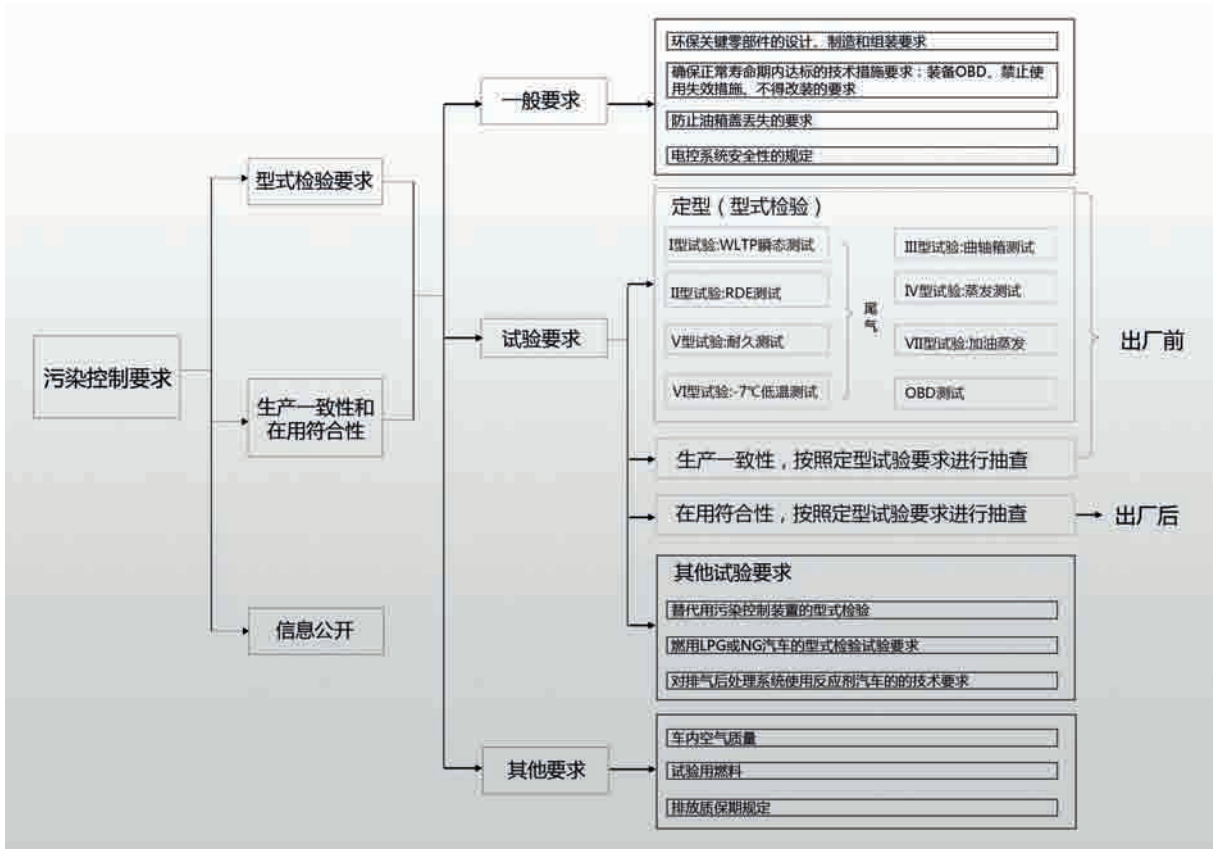 污染控制要求
型式检验要求
生产一致性和
在用符合性
信息公开
一般要求
环保关键零部件的设计、制造和组装要求
确保正常寿命期内达标的技术措施要求：装备OBD、禁止使
用失效措施、不得改装的要求
防止油箱盖丢失的要求
电控系统安全性的规定
试验要求
定型（型式检验）
I型试验:WLTP瞬态测试
II型试验:RDE测试
V型试验:耐久测试
VI型试验:-7℃低温测试
尾
气
III型试验:曲轴箱测试
IV型试验:蒸发测试
VII型试验:加油蒸发
OBD测试
生产一致性，按照定型试验要求进行抽查
出厂前
在用符合性，按照定型试验要求进行抽查
出厂后
其他试验要求
替代用污染控制装置的型式检验
燃用LPG或NG汽车的型式检验试验要求
对排气后处理系统使用反应剂汽车的的技术要求
其他要求
车内空气质量
试验用燃料
排放质保期规定